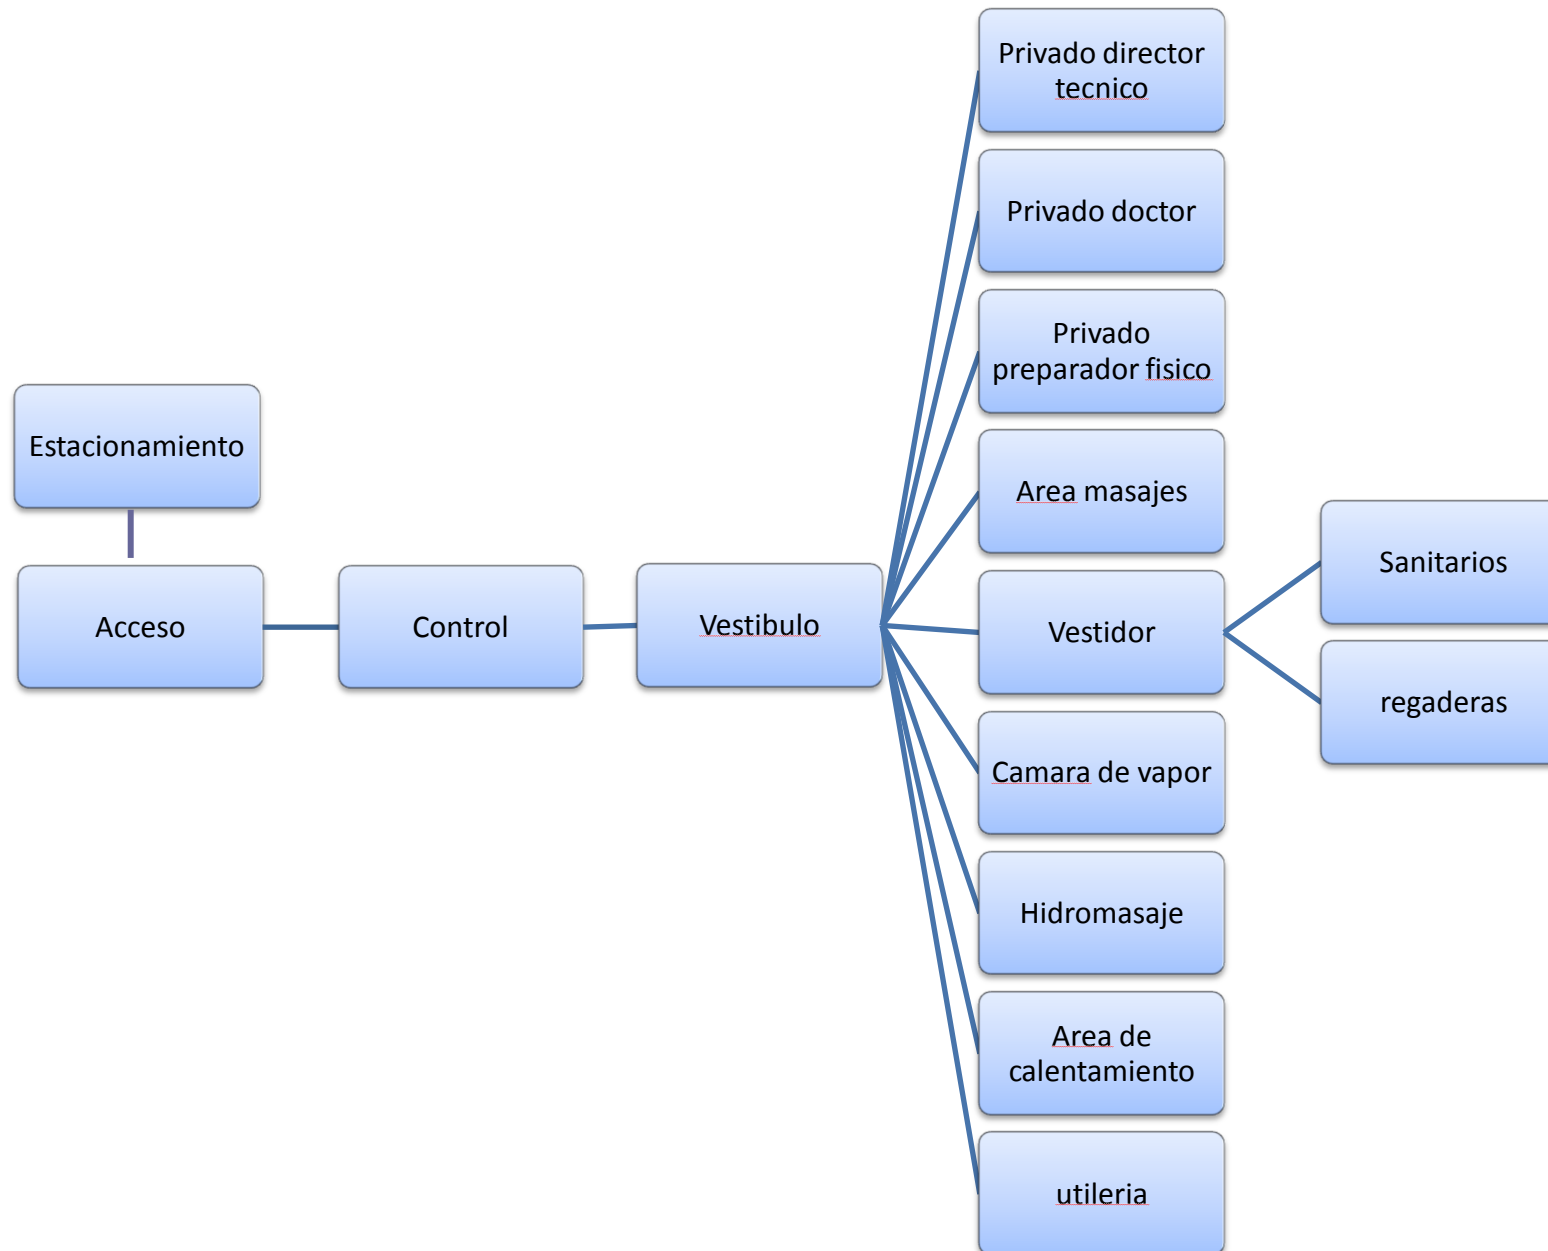 Privado director
tecnico
Privado doctor
Privado
preparador fisico
Estacionamiento
Area masajes
Sanitarios
Acceso
Control
Vestibulo
Vestidor
regaderas
Camara de vapor
Hidromasaje
Area de
calentamiento
utileria